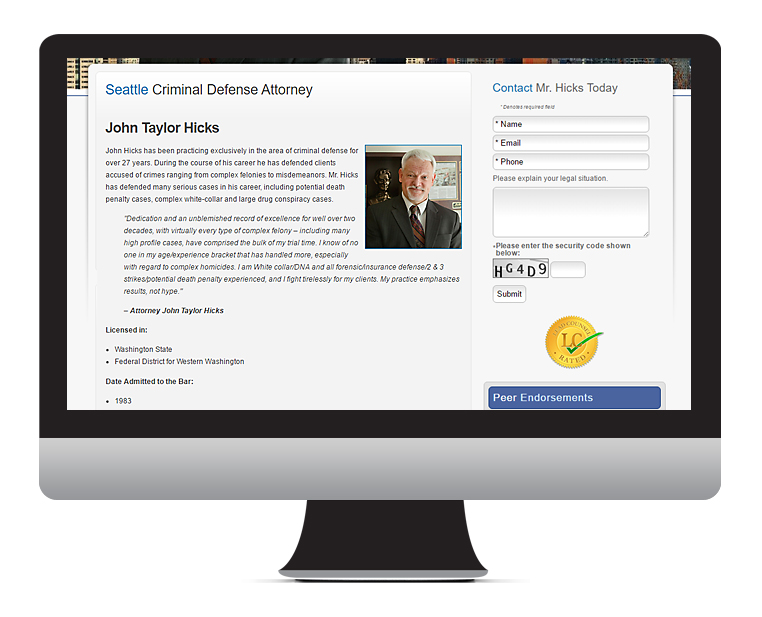 Seattle Criminal Defense Attorney
John Taylor Hicks
John Hicks has been practicing exclusively in the area of criminal defense for
over 27 years. During the course of his career he has defended clients
accused of crimes ranging from complex felonies to misdemeanors. Mr. Hicks
has defended many serious cases in his career, including potential death
penalty cases, complex white-collar and large drug conspiracy cases.
"Dedication and an unblemished record of excellence for well over two
decades, with virtually every type of complex felony – including many
high profile cases, have comprised the bulk of my trial time. I know of no
one in my age/experience bracket that has handled more, especially
with regard to complex homicides. I am White collar/DNA and all forensic/insurance defense/2 & 3
strikes/potential death penalty experienced, and I fight tirelessly for my clients. My practice emphasizes
results, not hype."
– Attorney John Taylor Hicks
Licensed in:
• Washington State
• Federal District for Western Washington
Date Admitted to the Bar:
• 1983
Contact Mr. Hicks Today
* Denotes required field
* Name
* Email
* Phone
Please explain your legal situation.
*Please enter the security code shown
below:
HG4D9
Submit
LEAD COUNSEL
LC
RATED
Peer Endorsements